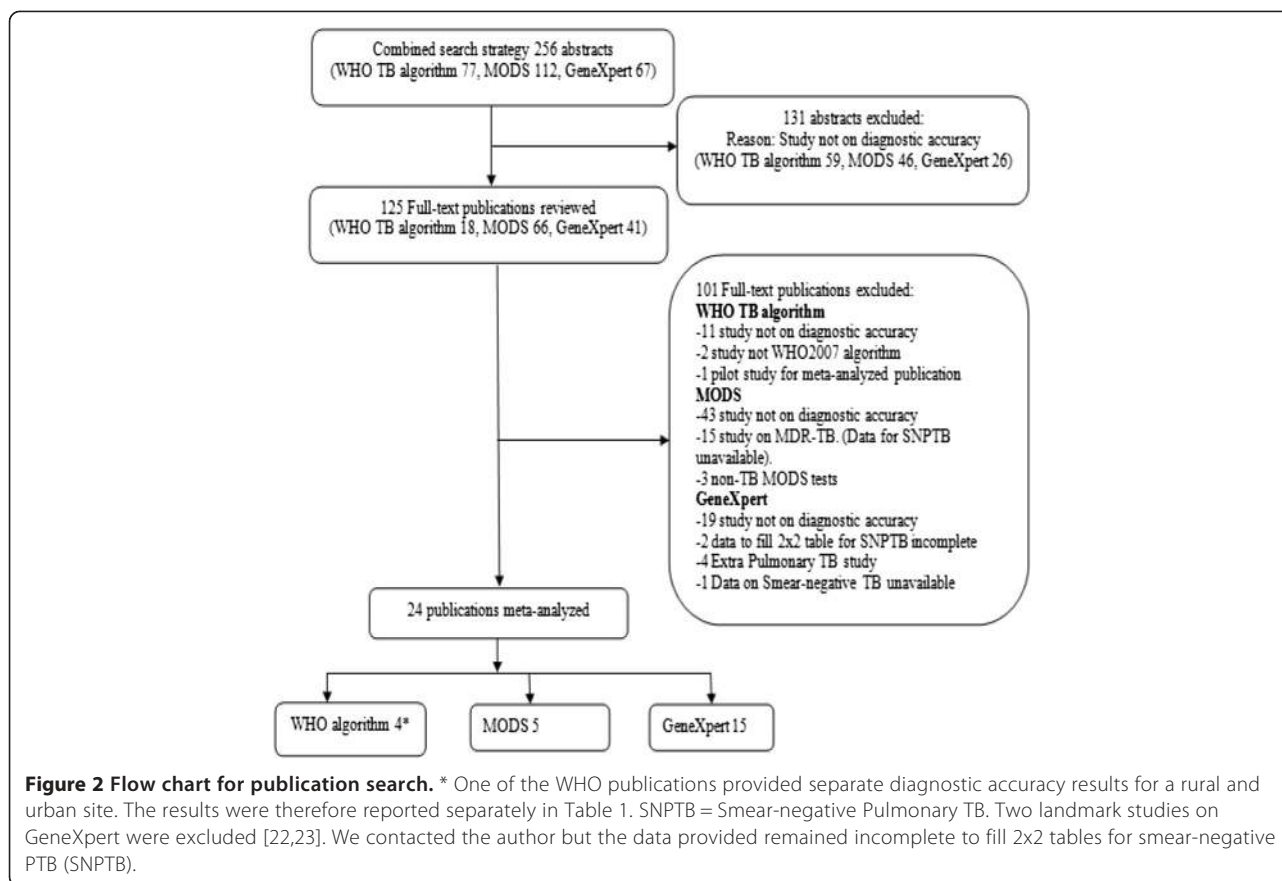 Combined search strategy 256 abstracts
(WHO TB algorithm 77, MODS 112, GeneXpert 67)
131 abstracts excluded:
Reason: Study not on diagnostic accuracy
(WHO TB algorithm 59, MODS 46, GeneXpert 26)
125 Full-text publications reviewed
(WHO TB algorithm 18, MODS 66, GeneXpert 41)
101 Full-text publications excluded:
WHO TB algorithm
-11 study not on diagnostic accuracy
-2 study not WHO2007 algorithm
-1 pilot study for meta-analyzed publication
MODS
-43 study not on diagnostic accuracy
-15 study on MDR-TB. (Data for SNPTB
unavailable).
-3 non-TB MODS tests
GeneXpert
-19 study not on diagnostic accuracy
-2 data to fill 2x2 table for SNPTB incomplete
-4 Extra Pulmonary TB study
-1 Data on Smear-negative TB unavailable
24 publications meta-analyzed
WHO algorithm 4*
MODS 5
GeneXpert 15
Figure 2 Flow chart for publication search. * One of the WHO publications provided separate diagnostic accuracy results for a rural and
urban site. The results were therefore reported separately in Table 1. SNPTB = Smear-negative Pulmonary TB. Two landmark studies on
GeneXpert were excluded [22,23]. We contacted the author but the data provided remained incomplete to fill 2x2 tables for smear-negative
PTB (SNPTB).